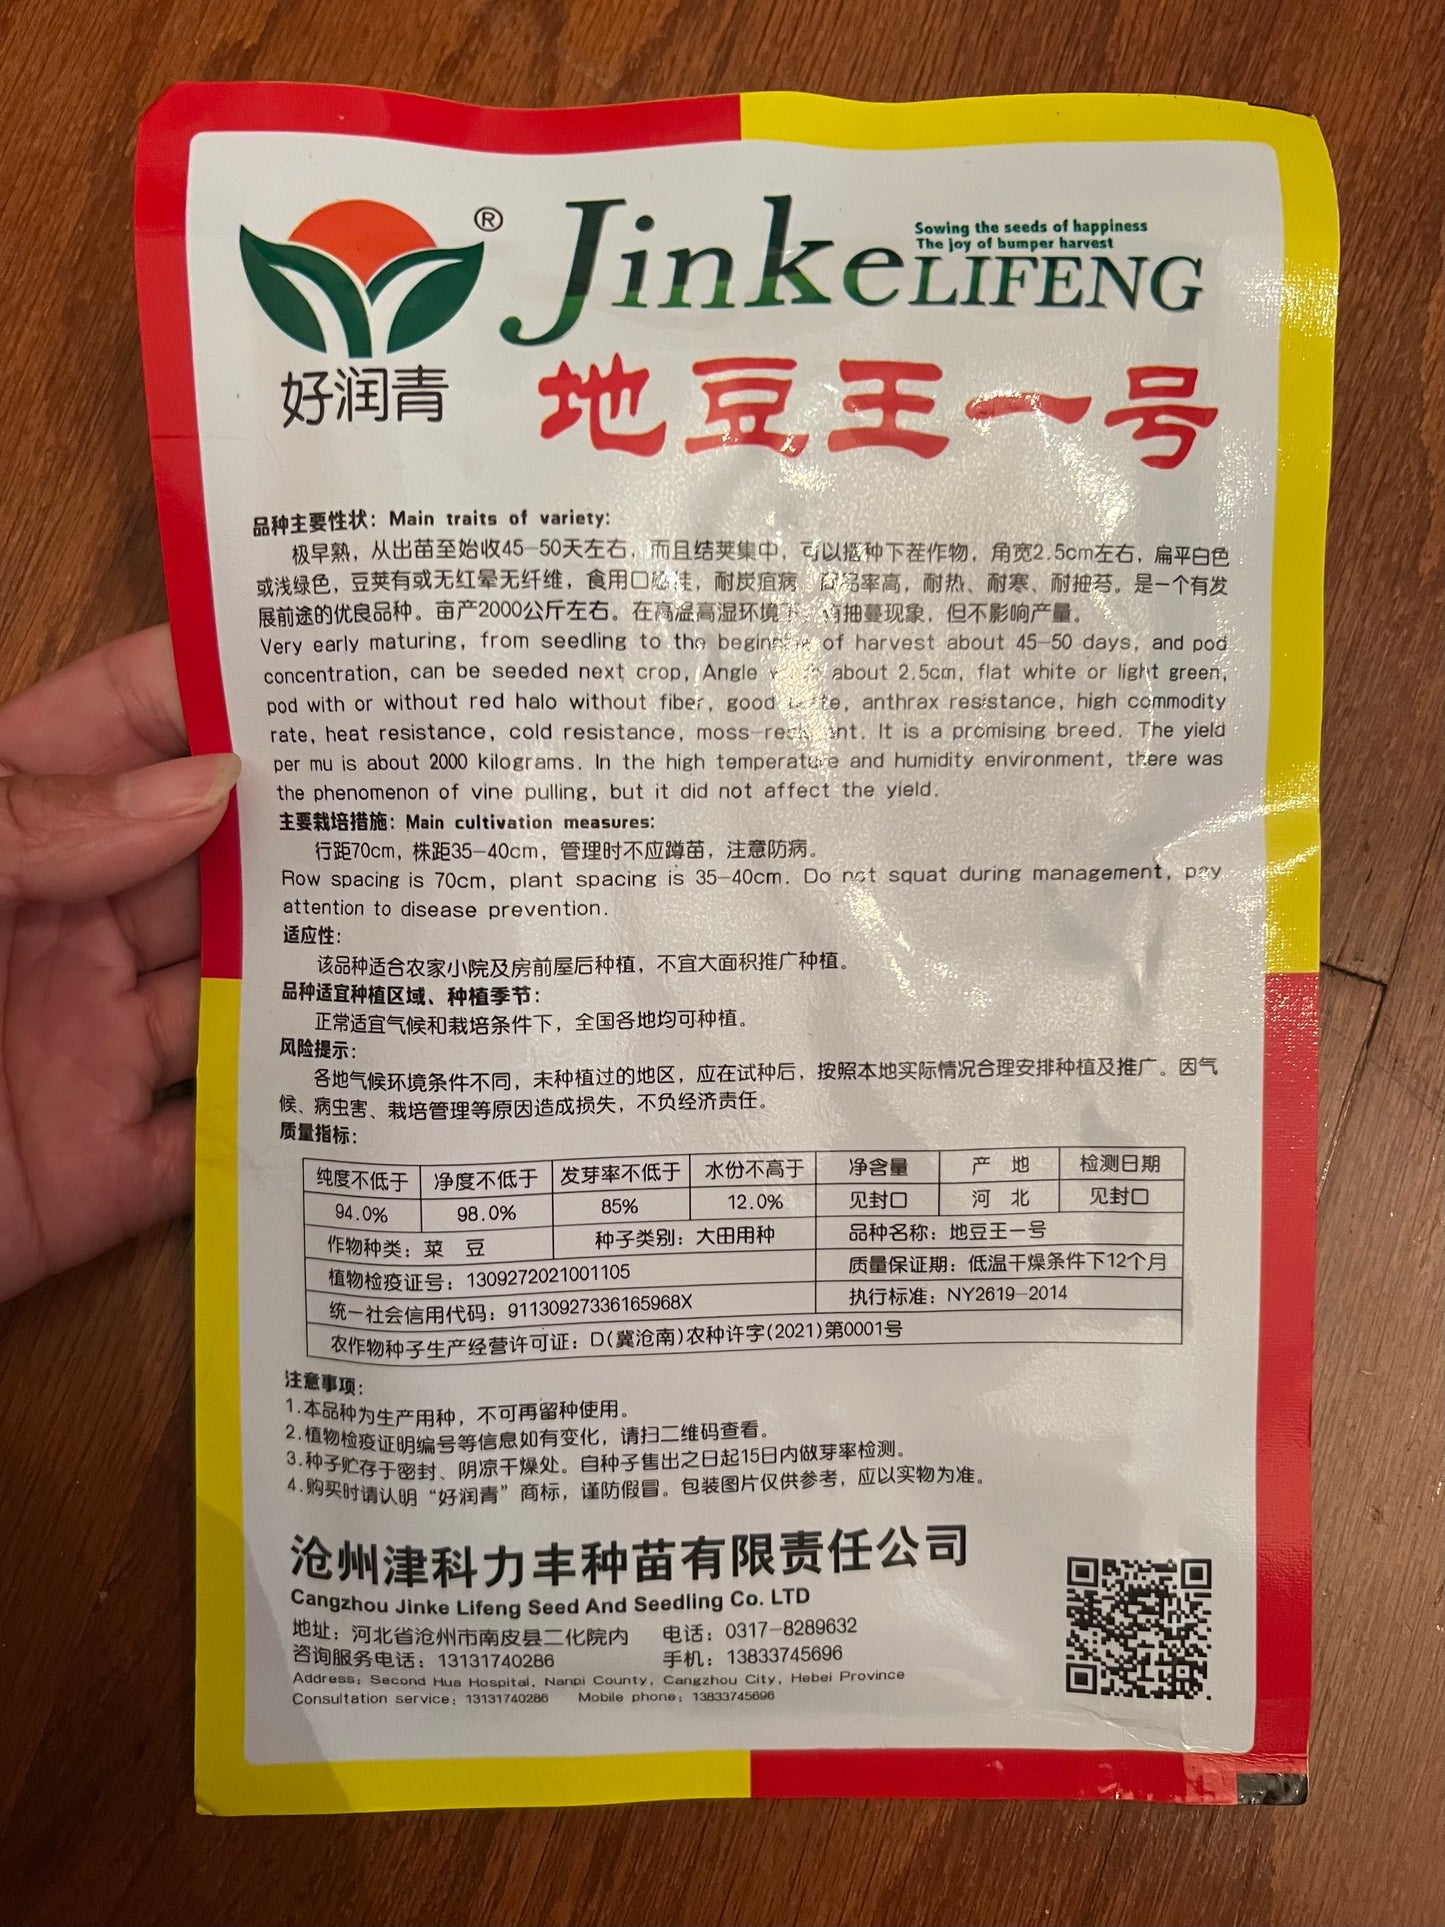 ®
Jinke LIFENG
Sowing the seeds of happiness
The joy of bumper harvest
好润青
地豆王一号
品种主要性状：Main traits of variety:
极早熟，从出苗至始收45-50天左右，而且结荚集中，可以播种下茬作物，角宽2.5cm左右，扁平白色
或浅绿色，豆荚有或无红晕无纤维，食用口感佳，耐炭疽病，商品率高，耐热、耐寒、耐抽苔。是一个有发
展前途的优良品种。亩产2000公斤左右。在高温高湿环境下，有抽蔓现象，但不影响产量。
Very early maturing, from seedling to the beginning of harvest about 45-50 days, and pod
concentration, can be seeded next crop, Angle about 2.5cm, flat white or light green,
pod with or without red halo without fiber, good taste, anthrax resistance, high commodity
rate, heat resistance, cold resistance, moss-resistant. It is a promising breed. The yield
per mu is about 2000 kilograms. In the high temperature and humidity environment, there was
the phenomenon of vine pulling, but it did not affect the yield.
主要栽培措施：Main cultivation measures:
行距70cm，株距35-40cm，管理时不应蹲苗，注意防病。
Row spacing is 70cm, plant spacing is 35-40cm. Do not squat during management, pay
attention to disease prevention.
适应性：
该品种适合农家小院及房前屋后种植，不宜大面积推广种植。
品种适宜种植区域、种植季节：
正常适宜气候和栽培条件下，全国各地均可种植。
风险提示：
各地气候环境条件不同，未种植过的地区，应在试种后，按照本地实际情况合理安排种植及推广。因气
候、病虫害、栽培管理等原因造成损失，不负经济责任。
质量指标：
纯度不低于 净度不低于 发芽率不低于 水份不高于 净含量 产 地 检测日期
94.0% 98.0% 85% 12.0% 见封口 河 北 见封口
作物种类：菜 豆 种子类别：大田用种 品种名称：地豆王一号
植物检疫证号：1309272021001105 质量保证期：低温干燥条件下12个月
统一社会信用代码：91130927336165968X 执行标准：NY2619-2014
农作物种子生产经营许可证：D(冀沧南)农种许字(2021)第0001号
注意事项：
1.本品种为生产用种，不可再留种使用。
2.植物检疫证明编号等信息如有变化，请扫二维码查看。
3.种子贮存于密封、阴凉干燥处。自种子售出之日起15日内做芽率检测。
4.购买时请认明“好润青”商标，谨防假冒。包装图片仅供参考，应以实物为准。
沧州津科力丰种苗有限责任公司
Cangzhou Jinke Lifeng Seed And Seedling Co. LTD
地址：河北省沧州市南皮县二化院内 电话：0317-8289632
咨询服务电话：13131740286 手机：13833745696
Address: Second Hua Hospital, Nanpi County, Cangzhou City, Hebei Province
Consultation service: 13131740286 Mobile phone: 13833745696